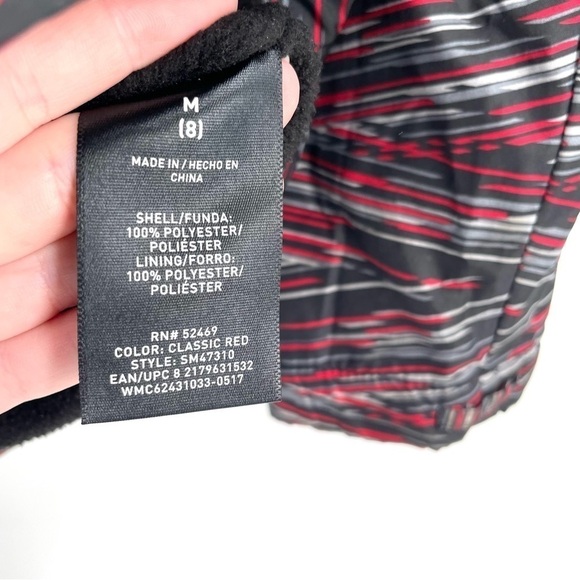 M
(8)
MADE IN / HECHO EN
CHINA
SHELL/FUNDA:
100% POLYESTER/
POLIÉSTER
LINING/FORRO:
100% POLYESTER/
POLIÉSTER
RN# 52469
COLOR: CLASSIC RED
STYLE: SM47310
EAN/UPC 8 2179631532
WMC62431033-0517